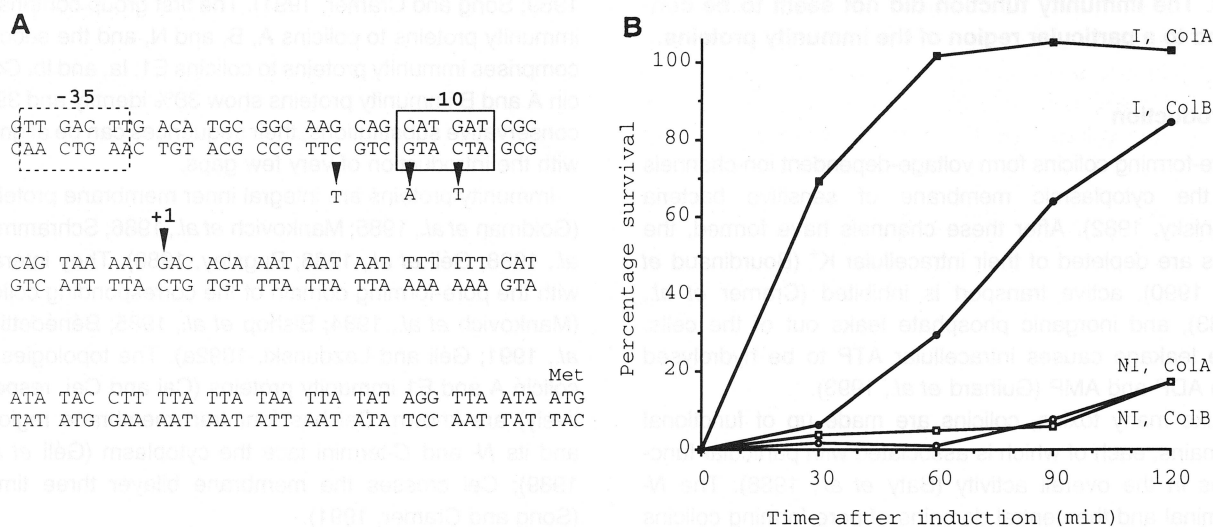 A
-35
-10
GTT GAC TTG ACA TGC GGC AAG CAG CAT GAT CGC
CAA CTG AAC TGT ACG CCG TTC GTC GTA CTA GCG
T A T
+1
CAG TAA AAT GAC ACA AAT AAT AAT TTT TTT CAT
GTC ATT TTA CTG TGT TTA TTA TTA AAA AAA GTA
Met
ATA TAC CTT TTA TTA TAA TTA TAT AGG TTA ATA ATG
TAT ATG GAA AAT AAT ATT AAT ATA TCC AAT TAT TAC
B
I, ColA
I, ColB
NI, ColA
NI, ColB
Percentage survival
100
80
60
40
20
0
0 30 60 90 120
Time after induction (min)